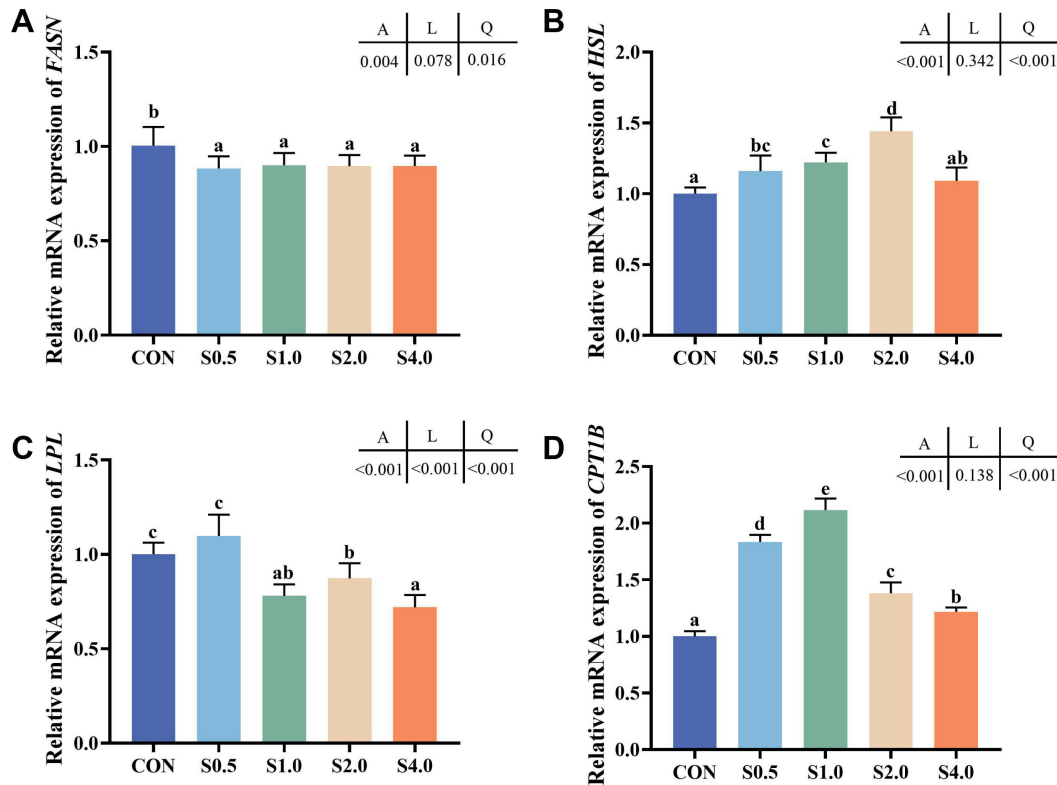 A
A L Q
0.004 0.078 0.016
Relative mRNA expression of FASN
1.5
1.0
0.5
0.0
b
a
a
a
a
CON S0.5 S1.0 S2.0 S4.0
B
A L Q
<0.001 0.342 <0.001
Relative mRNA expression of HSL
2.0
1.5
1.0
0.5
0.0
a
bc
c
d
ab
CON S0.5 S1.0 S2.0 S4.0
C
A L Q
<0.001 <0.001 <0.001
Relative mRNA expression of LPL
1.5
1.0
0.5
0.0
c
c
ab
b
a
CON S0.5 S1.0 S2.0 S4.0
D
A L Q
<0.001 0.138 <0.001
Relative mRNA expression of CPT1B
2.5
2.0
1.5
1.0
0.5
0.0
a
d
e
c
b
CON S0.5 S1.0 S2.0 S4.0